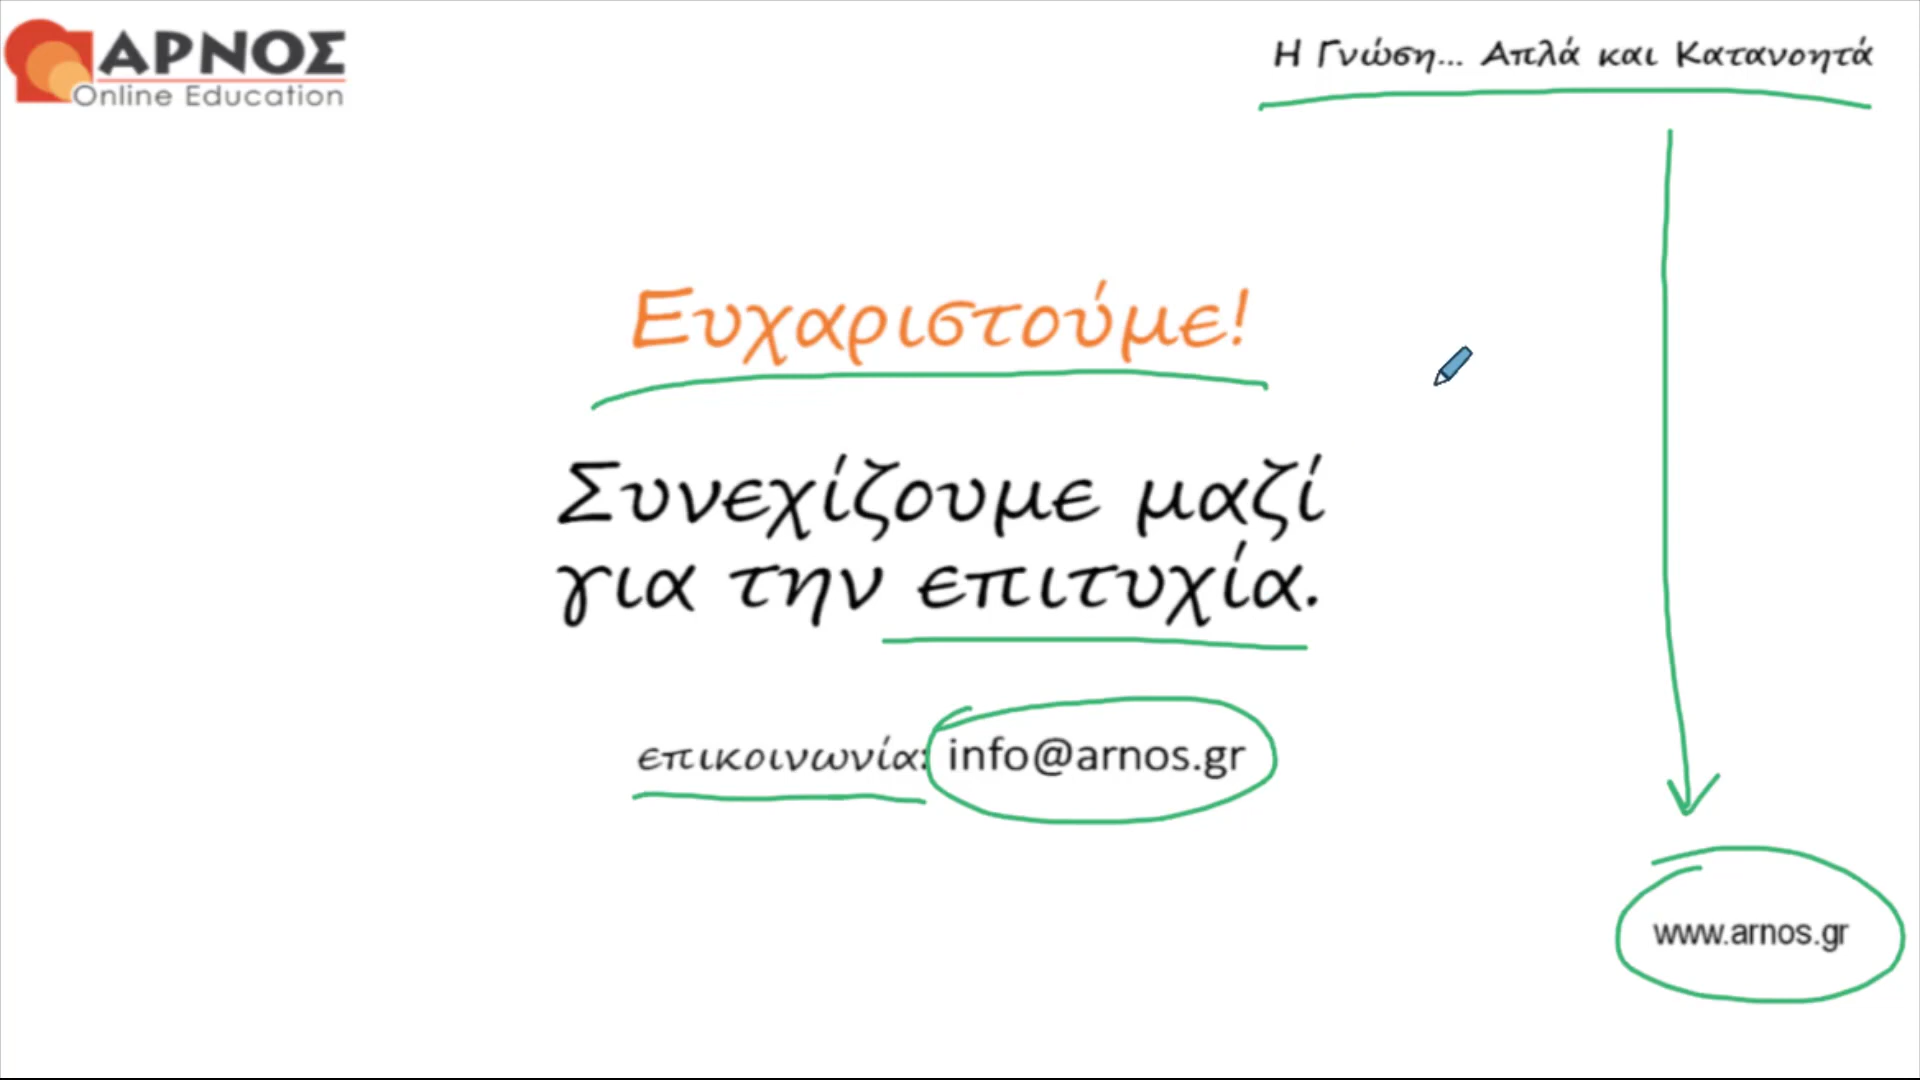 ΑΡΝΟΣ
Online Education
Η Γνώση... Απλά και Κατανοητά
Ευχαριστούμε!
Συνεχίζουμε μαζί
για την επιτυχία.
επικοινωνία: info@arnos.gr
www.arnos.gr